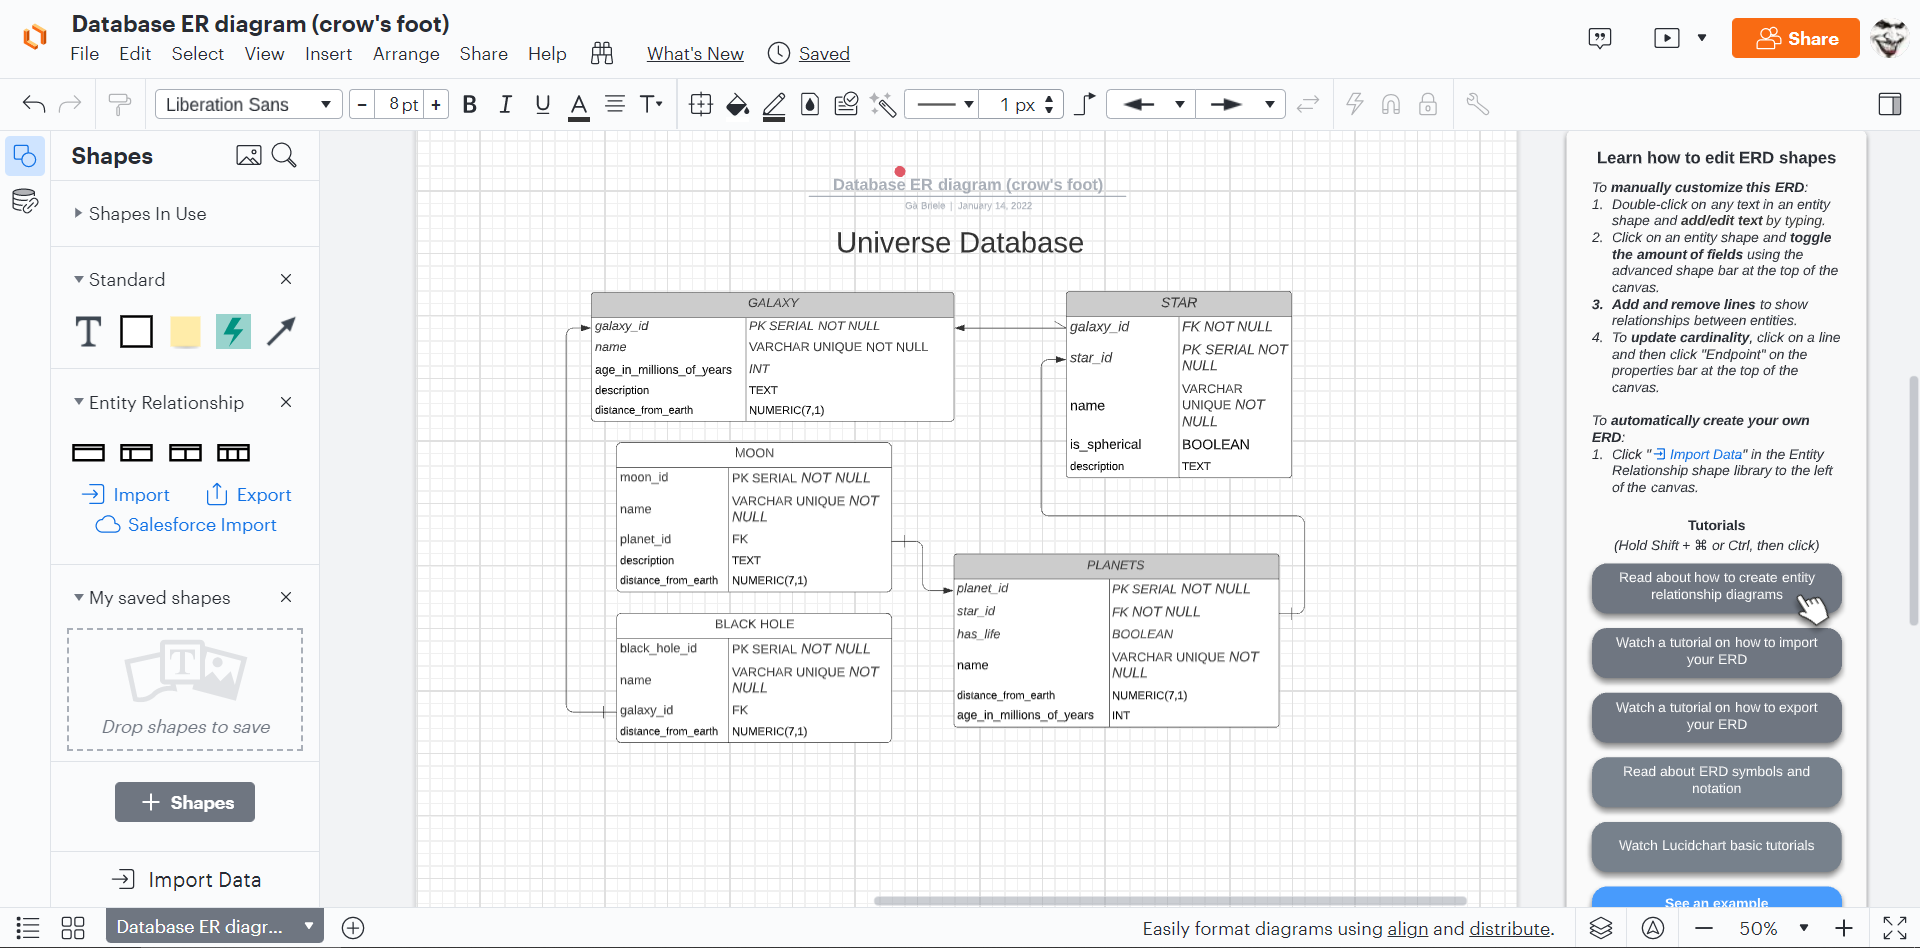 Database ER diagram (crow's foot)
File Edit Select View Insert Arrange Share Help What's New Saved
Share
Liberation Sans
− 8 pt +
B I U A T
1 px
Shapes
Shapes In Use
Standard
T
Entity Relationship
Import Export
Salesforce Import
My saved shapes
T
Drop shapes to save
+ Shapes
Import Data
Database ER diagram (crow's foot)
Ga Briele | January 14, 2022
Universe Database
GALAXY
galaxy_id PK SERIAL NOT NULL
name VARCHAR UNIQUE NOT NULL
age_in_millions_of_years INT
description TEXT
distance_from_earth NUMERIC(7,1)
STAR
galaxy_id FK NOT NULL
star_id PK SERIAL NOT
NULL
name VARCHAR
UNIQUE NOT
NULL
is_spherical BOOLEAN
description TEXT
MOON
moon_id PK SERIAL NOT NULL
name VARCHAR UNIQUE NOT
NULL
planet_id FK
description TEXT
distance_from_earth NUMERIC(7,1)
PLANETS
planet_id PK SERIAL NOT NULL
star_id FK NOT NULL
has_life BOOLEAN
name VARCHAR UNIQUE NOT
NULL
distance_from_earth NUMERIC(7,1)
age_in_millions_of_years INT
BLACK HOLE
black_hole_id PK SERIAL NOT NULL
name VARCHAR UNIQUE NOT
NULL
galaxy_id FK
distance_from_earth NUMERIC(7,1)
Learn how to edit ERD shapes
To manually customize this ERD:
1. Double-click on any text in an entity
shape and add/edit text by typing.
2. Click on an entity shape and toggle
the amount of fields using the
advanced shape bar at the top of the
canvas.
3. Add and remove lines to show
relationships between entities.
4. To update cardinality, click on a line
and then click "Endpoint" on the
properties bar at the top of the
canvas.
To automatically create your own
ERD:
1. Click " Import Data" in the Entity
Relationship shape library to the left
of the canvas.
Tutorials
(Hold Shift + ⌘ or Ctrl, then click)
Read about how to create entity
relationship diagrams
Watch a tutorial on how to import
your ERD
Watch a tutorial on how to export
your ERD
Read about ERD symbols and
notation
Watch Lucidchart basic tutorials
See an example
Database ER diagr...
Easily format diagrams using align and distribute.
50%